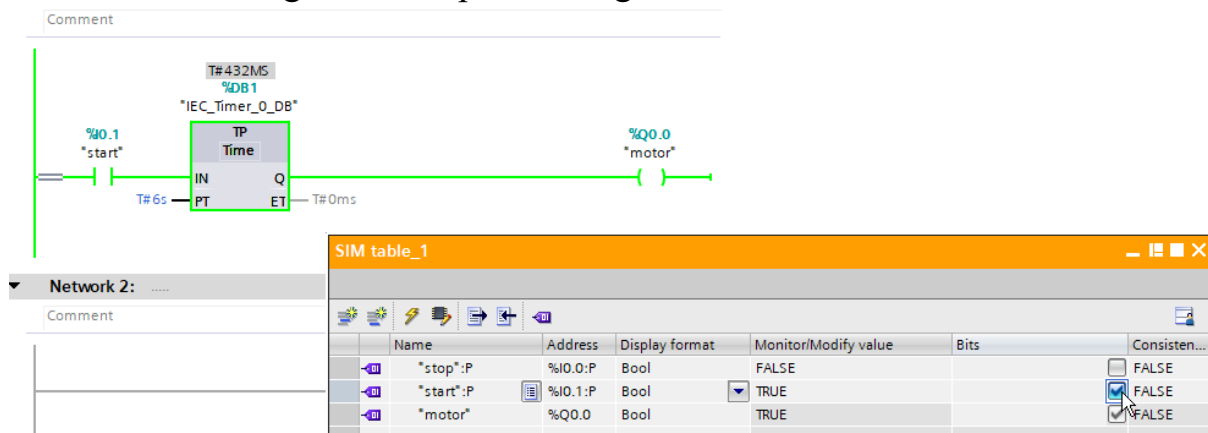 Comment
T#432MS
%DB1
"IEC_Timer_0_DB"
%I0.1
"start"
TP
Time
%Q0.0
"motor"
IN Q
T#6s PT ET T#0ms
SIM table_1
Network 2: .....
Comment
Name Address Display format Monitor/Modify value Bits Consisten...
"stop":P %I0.0:P Bool FALSE FALSE
"start":P %I0.1:P Bool TRUE FALSE
"motor" %Q0.0 Bool TRUE FALSE